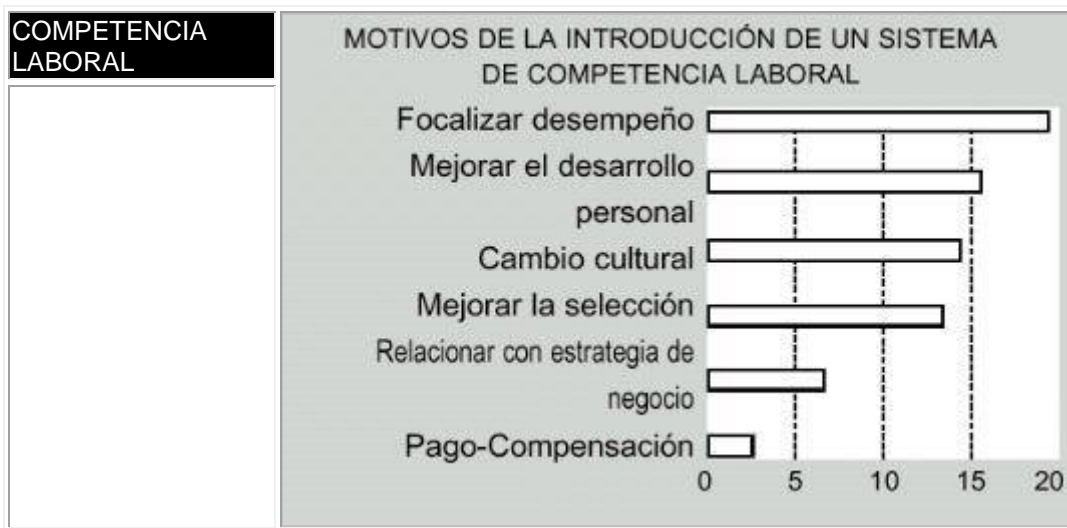 COMPETENCIA
LABORAL
MOTIVOS DE LA INTRODUCCIÓN DE UN SISTEMA
DE COMPETENCIA LABORAL
Focalizar desempeño
Mejorar el desarrollo
personal
Cambio cultural
Mejorar la selección
Relacionar con estrategia de
negocio
Pago-Compensación
0 5 10 15 20